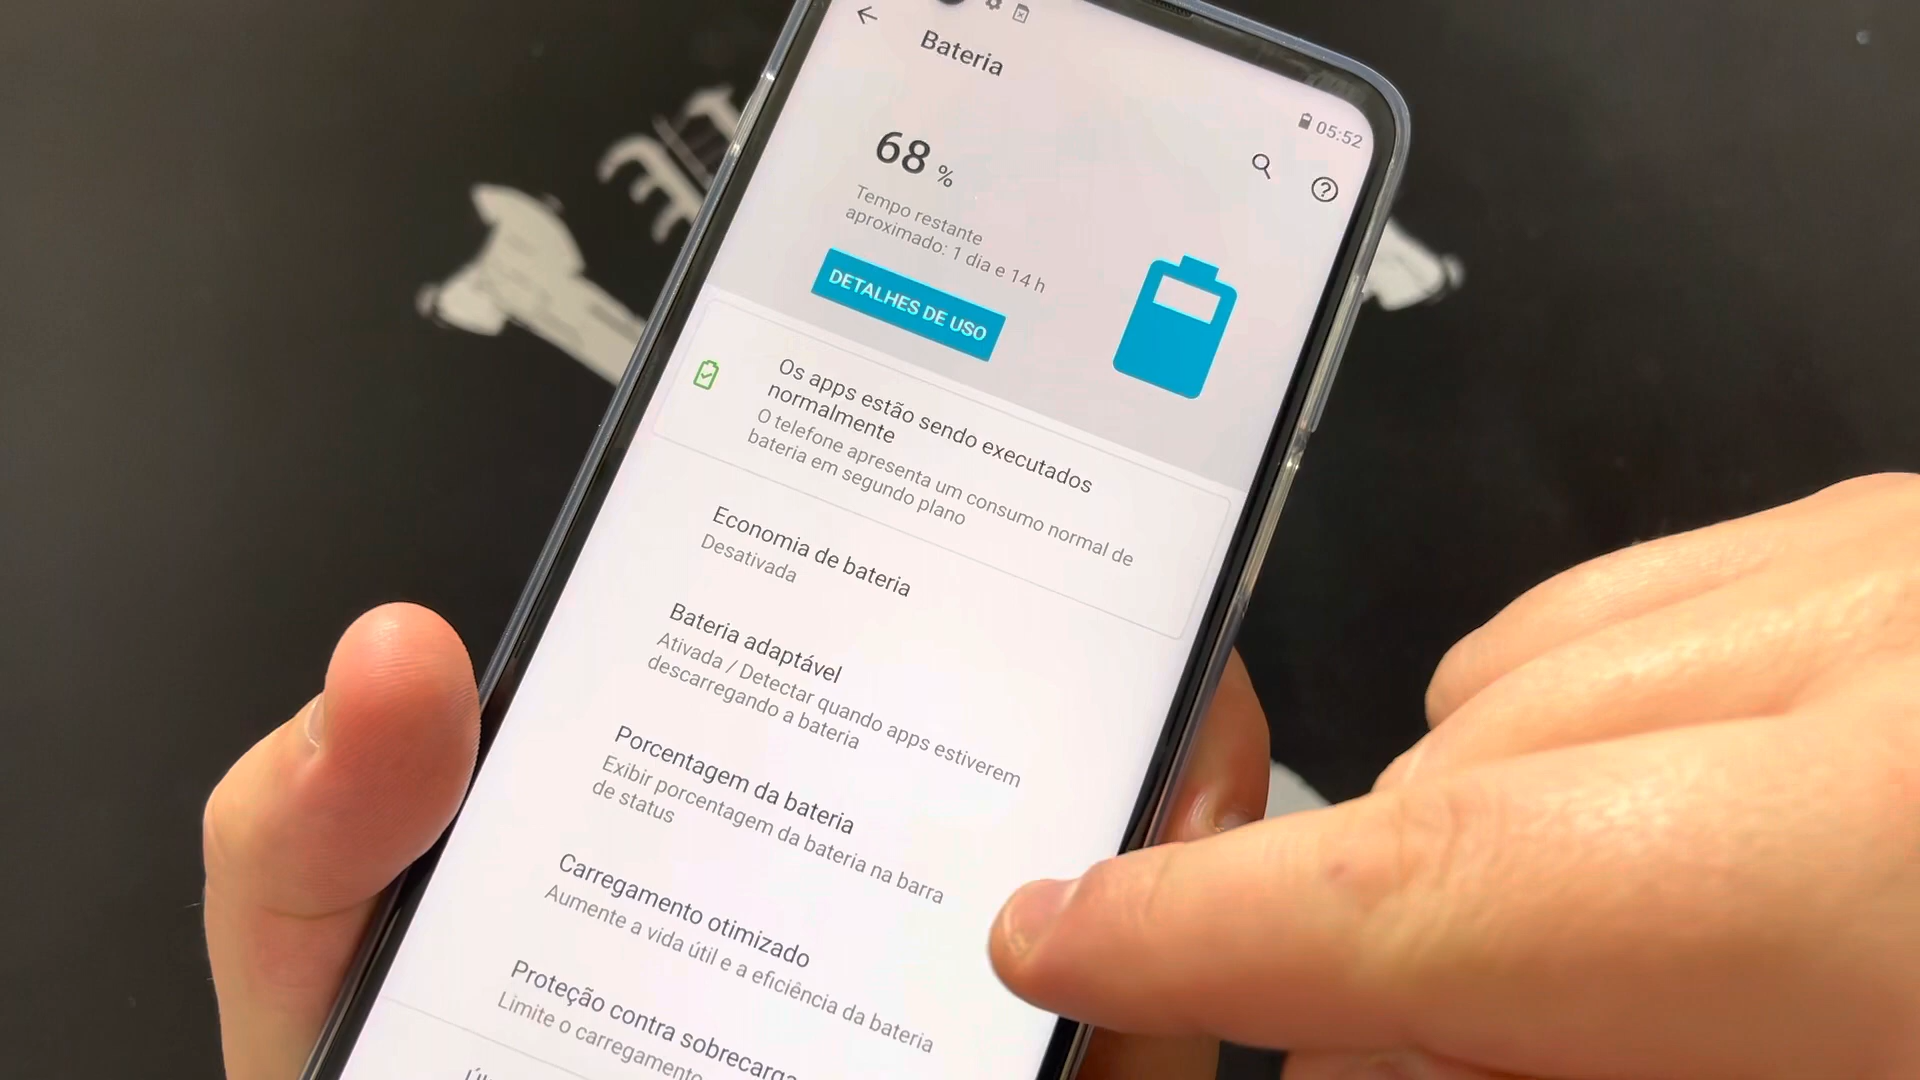 Bateria
05:52
68 %
Tempo restante
aproximado: 1 dia e 14 h
DETALHES DE USO
Os apps estão sendo executados
normalmente
O telefone apresenta um consumo normal de
bateria em segundo plano
Economia de bateria
Desativada
Bateria adaptável
Ativada / Detectar quando apps estiverem
descarregando a bateria
Porcentagem da bateria
Exibir porcentagem da bateria na barra
de status
Carregamento otimizado
Aumente a vida útil e a eficiência da bateria
Proteção contra sobrecarga
Limite o carregamento